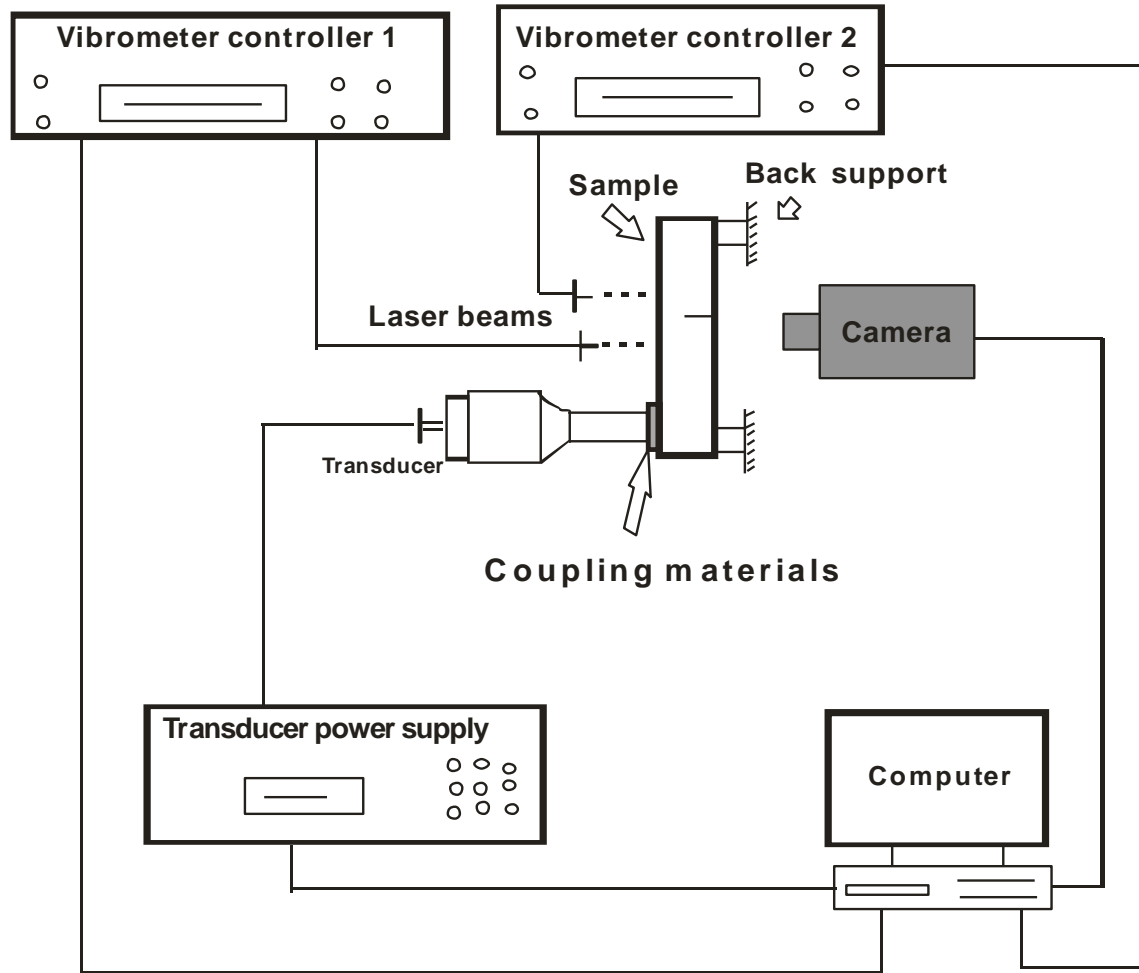 Vibrometer controller 1
Vibrometer controller 2
Sample
Back support
Laser beams
Camera
Transducer
Coupling materials
Transducer power supply
Computer